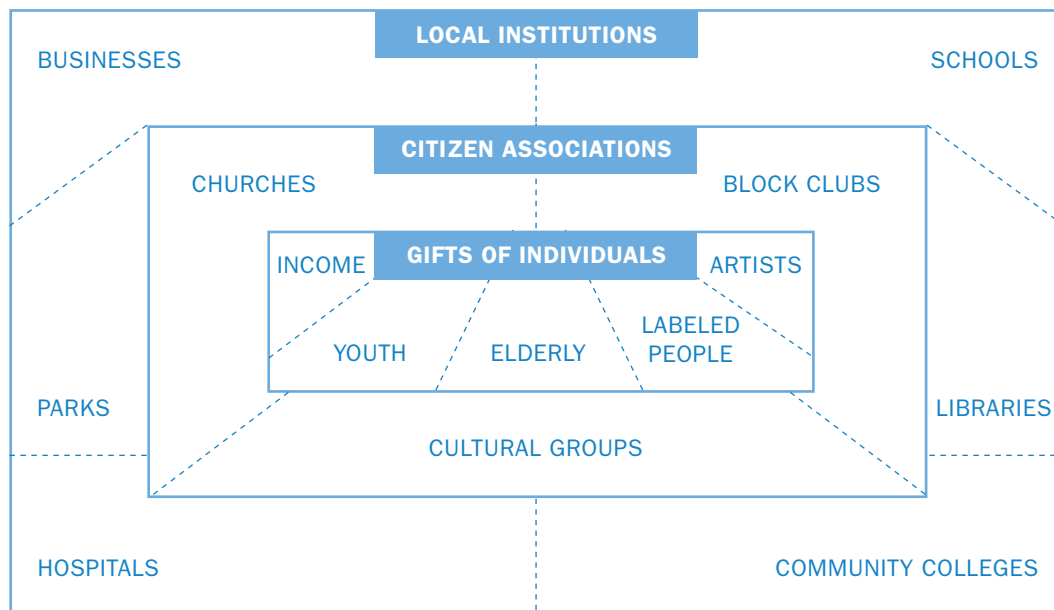 LOCAL INSTITUTIONS
BUSINESSES
SCHOOLS
CITIZEN ASSOCIATIONS
CHURCHES
BLOCK CLUBS
GIFTS OF INDIVIDUALS
INCOME
ARTISTS
YOUTH
ELDERLY
LABELED
PEOPLE
PARKS
LIBRARIES
CULTURAL GROUPS
HOSPITALS
COMMUNITY COLLEGES